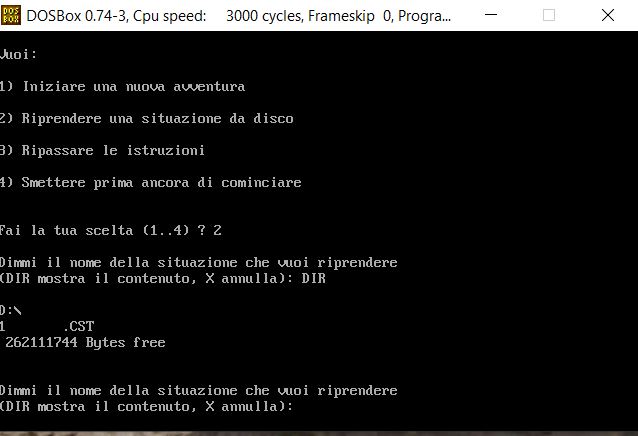 DOS
BOX
DOSBox 0.74-3, Cpu speed:    3000 cycles, Frameskip  0, Progra...
Vuoi:
1) Iniziare una nuova avventura
2) Riprendere una situazione da disco
3) Ripassare le istruzioni
4) Smettere prima ancora di cominciare
Fai la tua scelta (1..4) ? 2
Dimmi il nome della situazione che vuoi riprendere
(DIR mostra il contenuto, X annulla): DIR
D:\
1       .CST
 262111744 Bytes free
Dimmi il nome della situazione che vuoi riprendere
(DIR mostra il contenuto, X annulla):